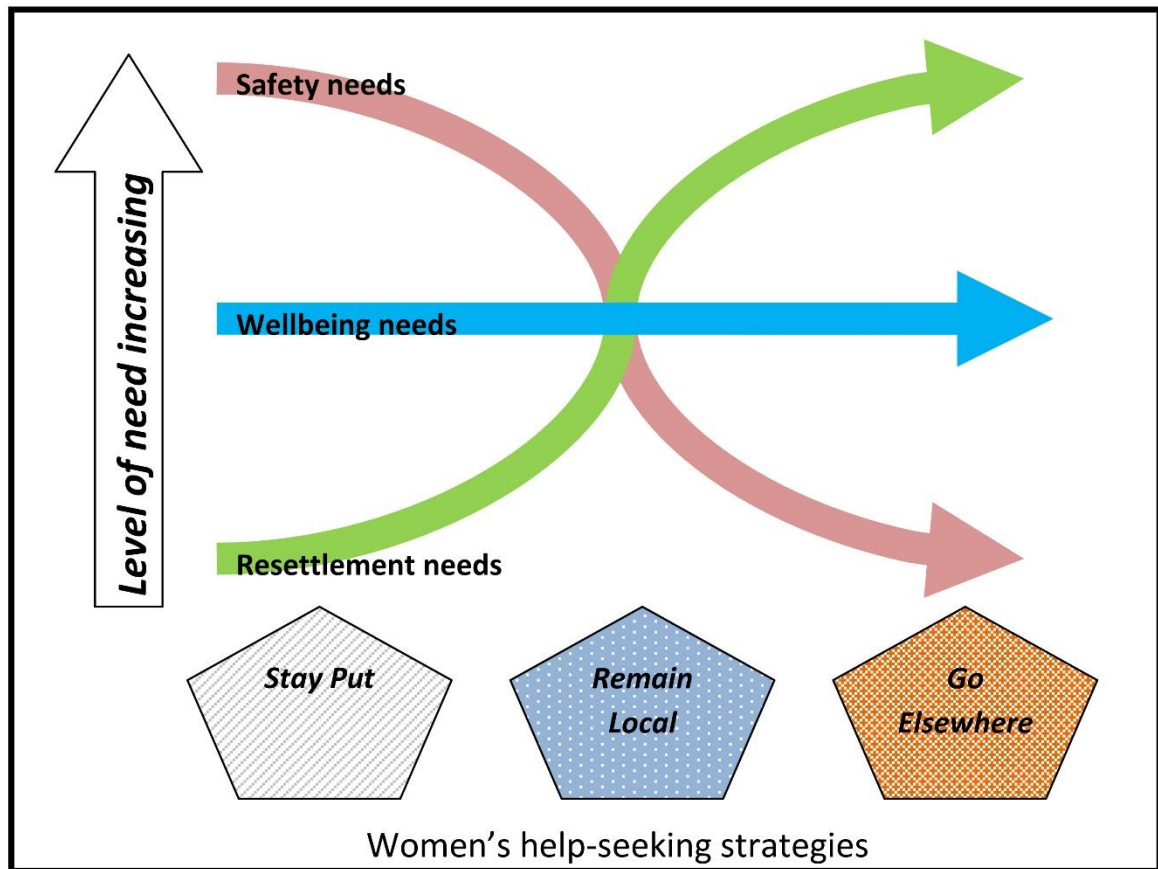 Level of need increasing
Safety needs
Wellbeing needs
Resettlement needs
Stay Put
Remain
Local
Go
Elsewhere
Women’s help-seeking strategies